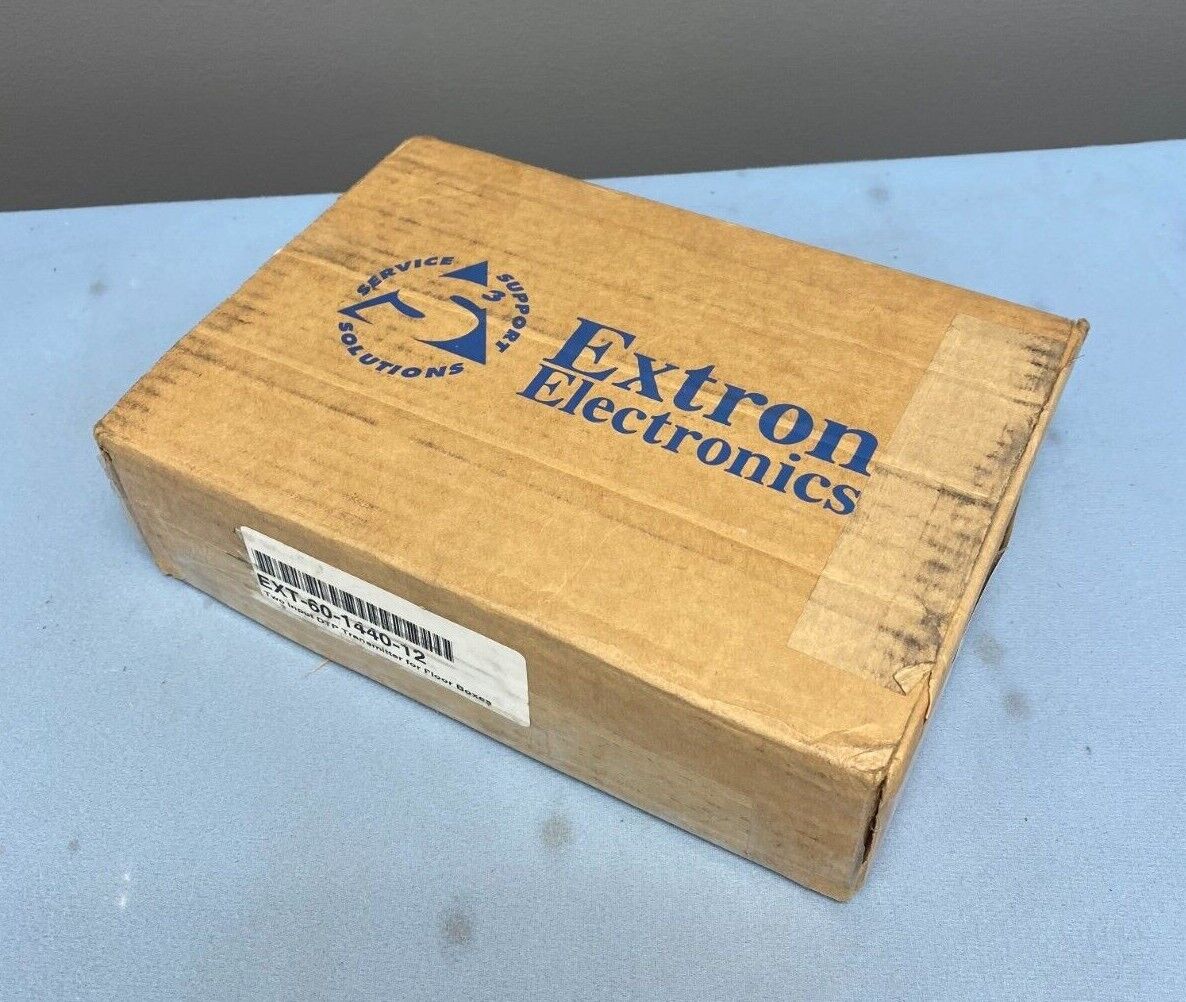 SERVICE SUPPORT SOLUTIONS
3
Extron
Electronics
EXT-60-1440-12
Two Input DTP Transmitter for Floor Boxes